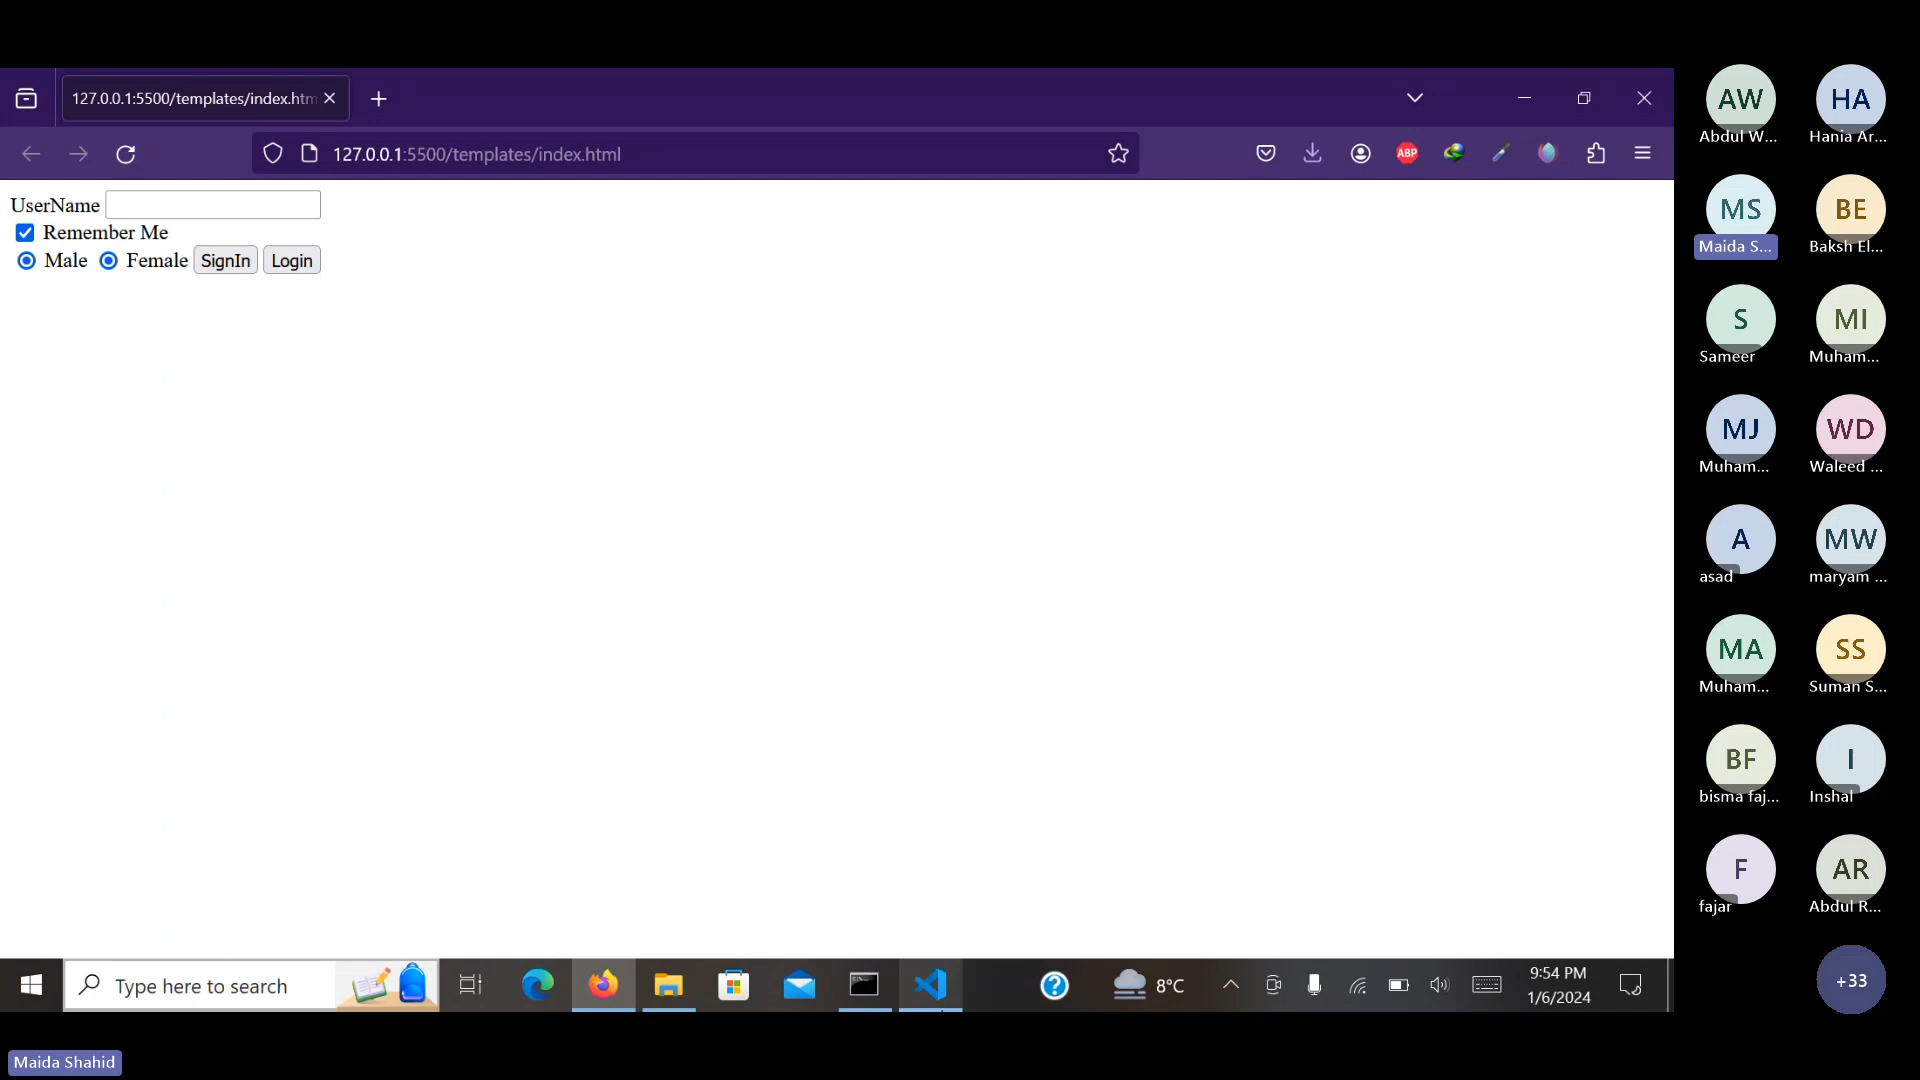 127.0.0.1:5500/templates/index.htm
127.0.0.1:5500/templates/index.html
ABP
UserName
Remember Me
Male Female SignIn Login
AW HA
Abdul W... Hania Ar...
MS BE
Maida S... Baksh El...
S MI
Sameer Muham...
MJ WD
Muham... Waleed ...
A MW
asad maryam ...
MA SS
Muham... Suman S...
BF I
bisma faj... Inshal
F AR
fajar Abdul R...
+33
Type here to search
8°C
9:54 PM
1/6/2024
Maida Shahid